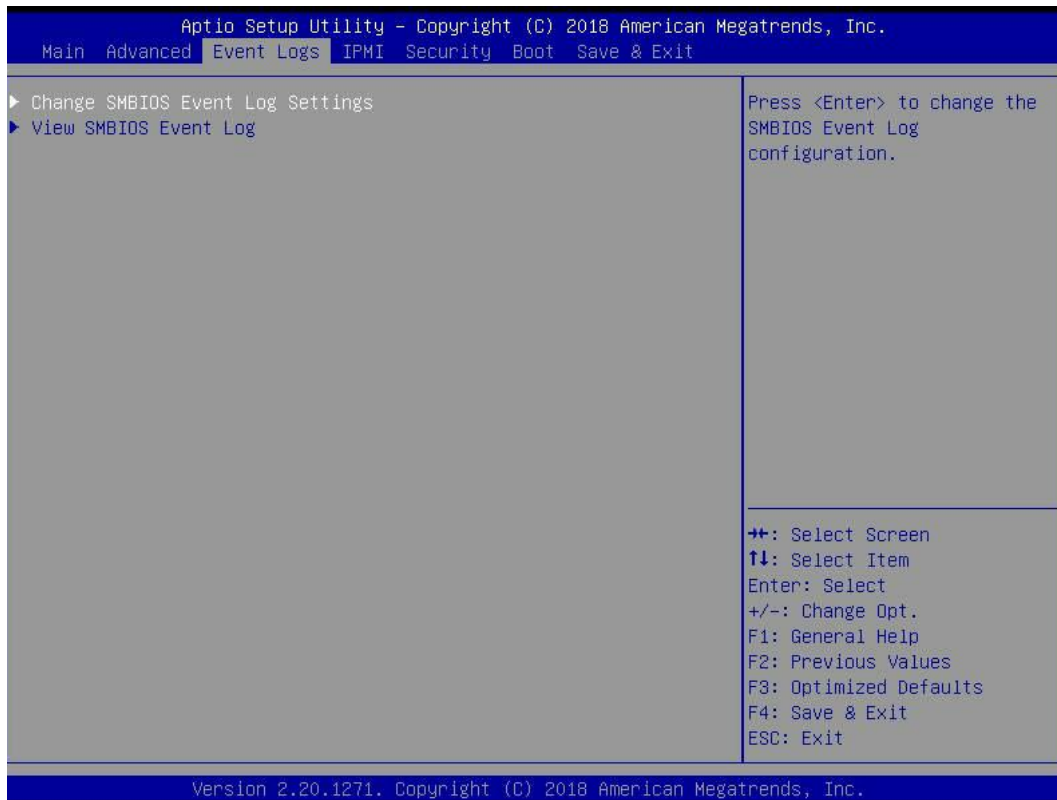 Aptio Setup Utility – Copyright (C) 2018 American Megatrends, Inc.
Main Advanced Event Logs IPMI Security Boot Save & Exit
▶ Change SMBIOS Event Log Settings
▶ View SMBIOS Event Log
Press <Enter> to change the
SMBIOS Event Log
configuration.
→←: Select Screen
↑↓: Select Item
Enter: Select
+/-: Change Opt.
F1: General Help
F2: Previous Values
F3: Optimized Defaults
F4: Save & Exit
ESC: Exit
Version 2.20.1271. Copyright (C) 2018 American Megatrends, Inc.